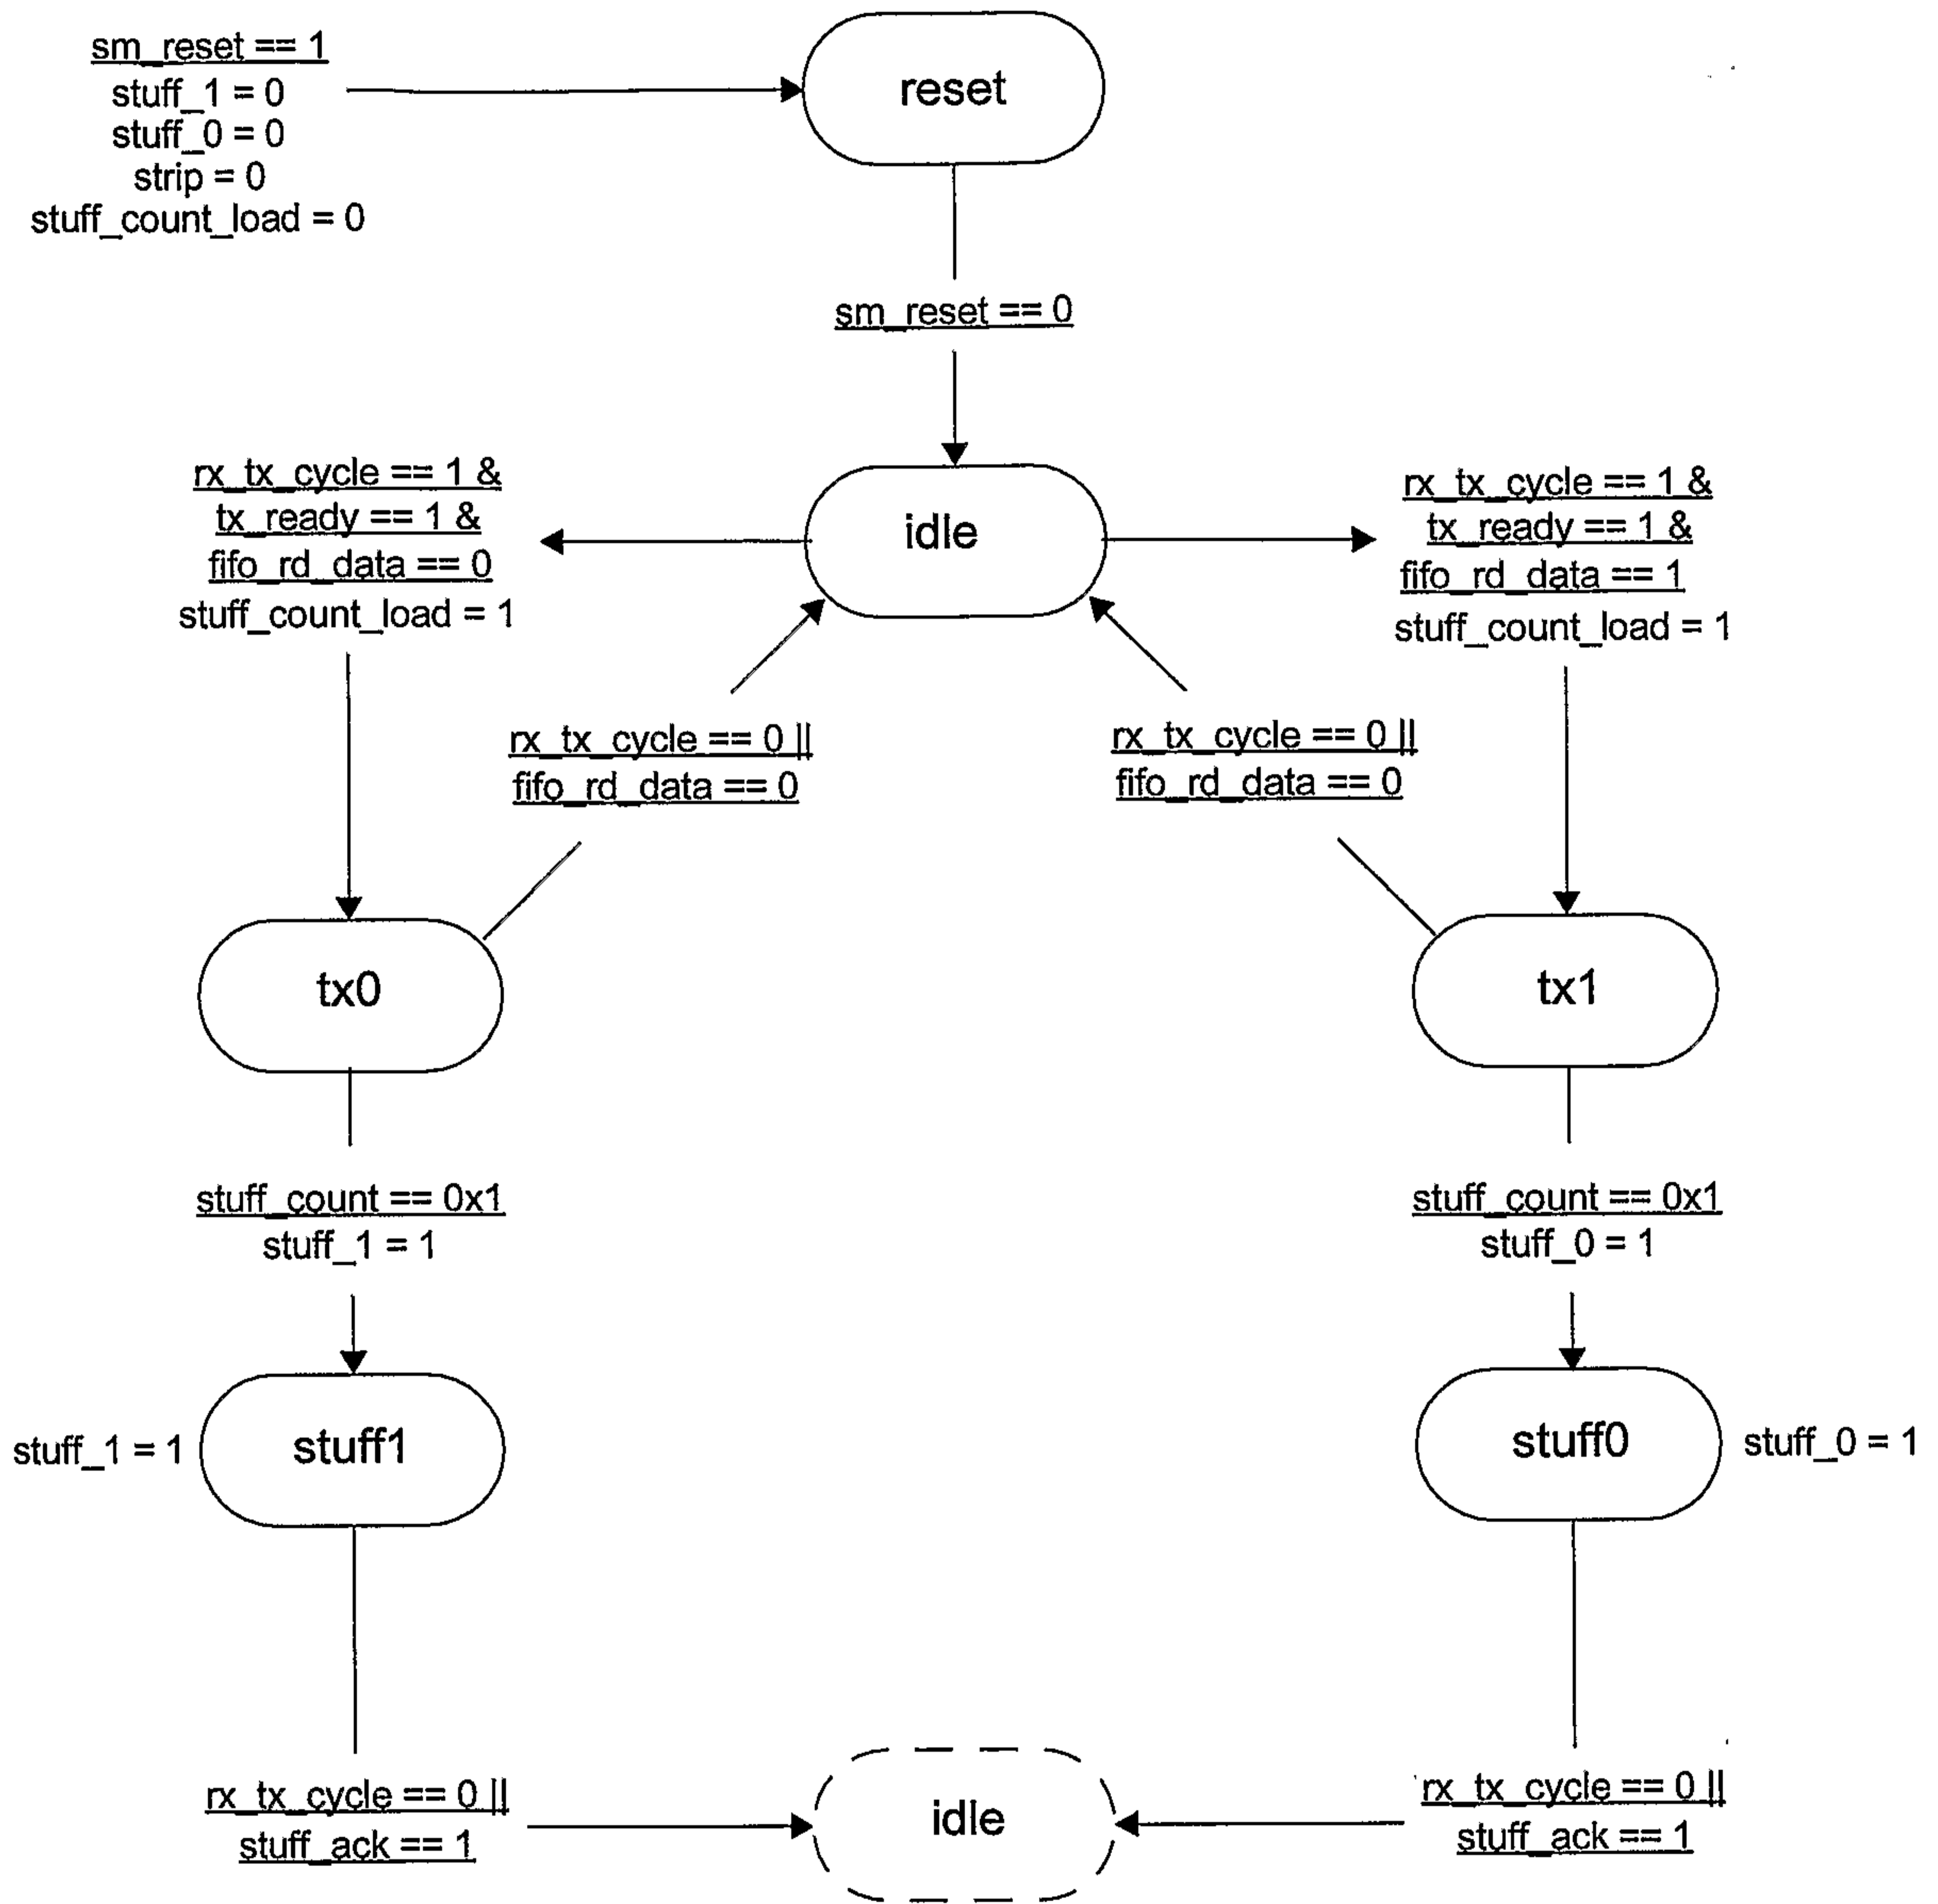 sm_reset == 1
stuff_1 = 0
stuff_0 = 0
strip = 0
stuff_count_load = 0
reset
sm_reset == 0
idle
rx_tx_cycle == 1 &
tx_ready == 1 &
fifo_rd_data == 0
stuff_count_load = 1
rx_tx_cycle == 1 &
tx_ready == 1 &
fifo_rd_data == 1
stuff_count_load = 1
rx_tx_cycle == 0 ||
fifo_rd_data == 0
rx_tx_cycle == 0 ||
fifo_rd_data == 0
tx0
tx1
stuff_count == 0x1
stuff_1 = 1
stuff_count == 0x1
stuff_0 = 1
stuff_1 = 1
stuff1
stuff0
stuff_0 = 1
rx_tx_cycle == 0 ||
stuff_ack == 1
idle
rx_tx_cycle == 0 ||
stuff_ack == 1